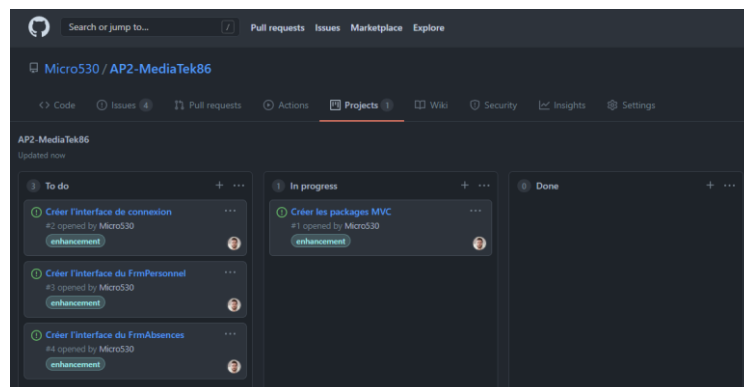 Search or jump to... /
Pull requests Issues Marketplace Explore
Micro530 / AP2-MediaTek86
<> Code Issues 4 Pull requests Actions Projects 1 Wiki Security Insights Settings
AP2-MediaTek86
Updated now
3 To do + ...
Créer l'interface de connexion ...
#2 opened by Micro530
enhancement
Créer l'interface du FrmPersonnel ...
#3 opened by Micro530
enhancement
Créer l'interface du FrmAbsences ...
#4 opened by Micro530
enhancement
1 In progress + ...
Créer les packages MVC ...
#1 opened by Micro530
enhancement
0 Done + ...